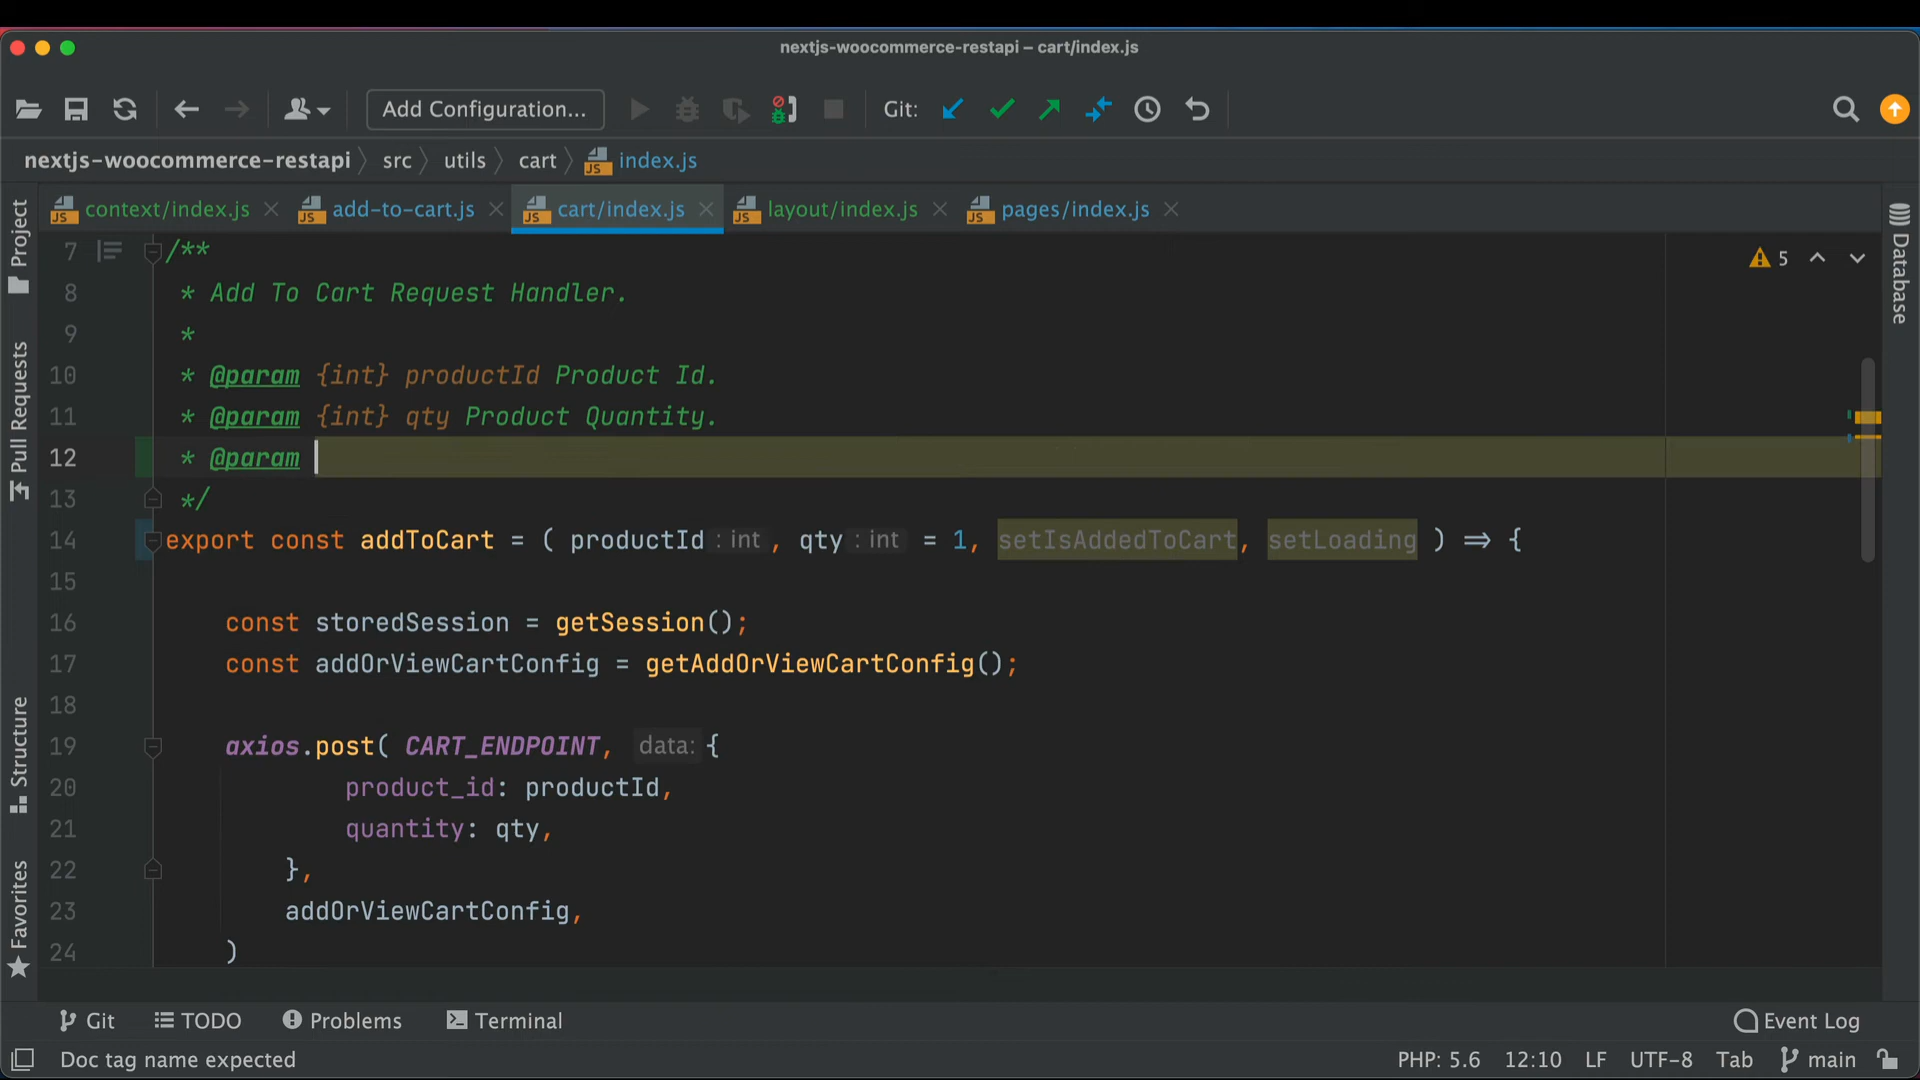 nextjs-woocommerce-restapi – cart/index.js
Add Configuration... Git:
nextjs-woocommerce-restapi src utils cart JS index.js
JS context/index.js JS add-to-cart.js JS cart/index.js JS layout/index.js JS pages/index.js
Project
Pull Requests
Structure
Favorites
Database
5
7 /**
8 * Add To Cart Request Handler.
9 *
10 * @param {int} productId Product Id.
11 * @param {int} qty Product Quantity.
12 * @param
13 */
14 export const addToCart = ( productId : int , qty : int = 1, setIsAddedToCart, setLoading ) => {
15
16 const storedSession = getSession();
17 const addOrViewCartConfig = getAddOrViewCartConfig();
18
19 axios.post( CART_ENDPOINT, data: {
20 product_id: productId,
21 quantity: qty,
22 },
23 addOrViewCartConfig,
24 )
Git TODO Problems Terminal Event Log
Doc tag name expected PHP: 5.6 12:10 LF UTF-8 Tab main